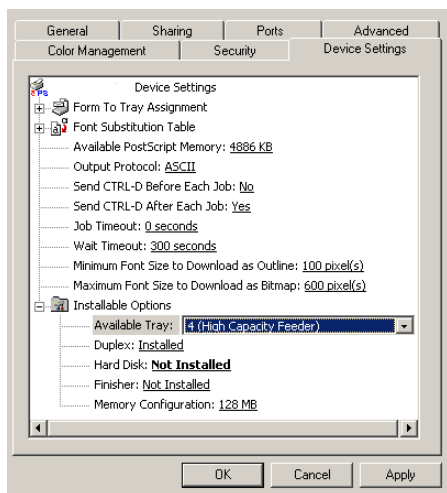 General
Sharing
Ports
Advanced
Color Management
Security
Device Settings
Device Settings
Form To Tray Assignment
Font Substitution Table
Available PostScript Memory: 4886 KB
Output Protocol: ASCII
Send CTRL-D Before Each Job: No
Send CTRL-D After Each Job: Yes
Job Timeout: 0 seconds
Wait Timeout: 300 seconds
Minimum Font Size to Download as Outline: 100 pixel(s)
Maximum Font Size to Download as Bitmap: 600 pixel(s)
Installable Options
Available Tray: 4 (High Capacity Feeder)
Duplex: Installed
Hard Disk: Not Installed
Finisher: Not Installed
Memory Configuration: 128 MB
OK
Cancel
Apply